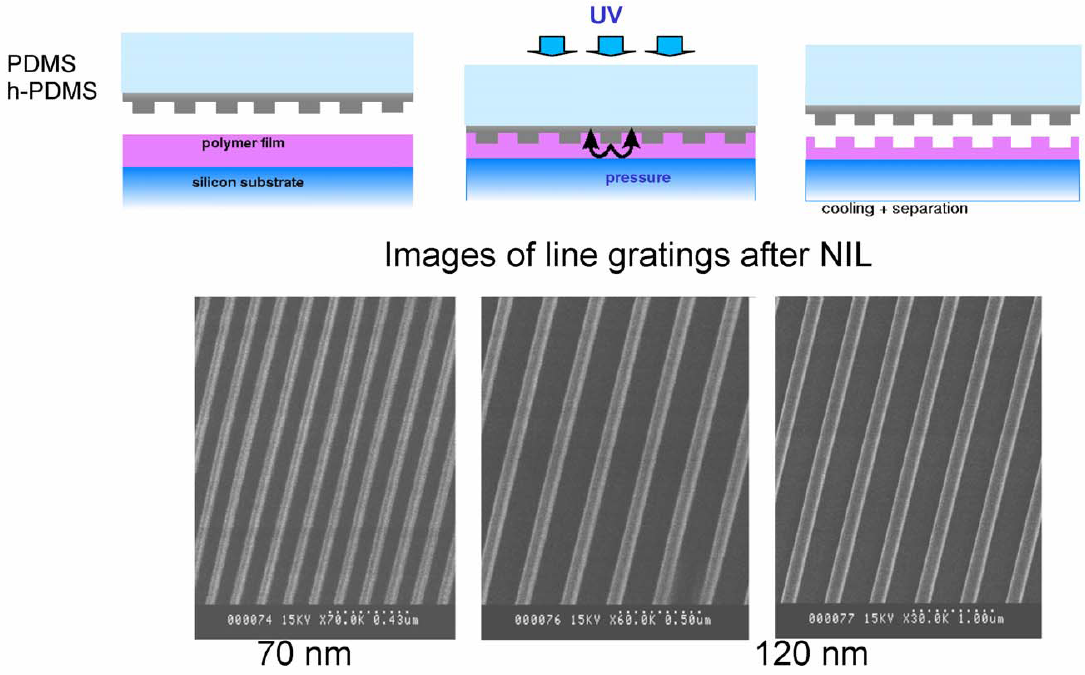 UV
PDMS
h-PDMS
polymer film
silicon substrate
pressure
cooling + separation
Images of line gratings after NIL
000074 15KV X70.0K 0.43um
000076 15KV X60.0K 0.50um
000077 15KV X30.0K 1.00um
70 nm
120 nm